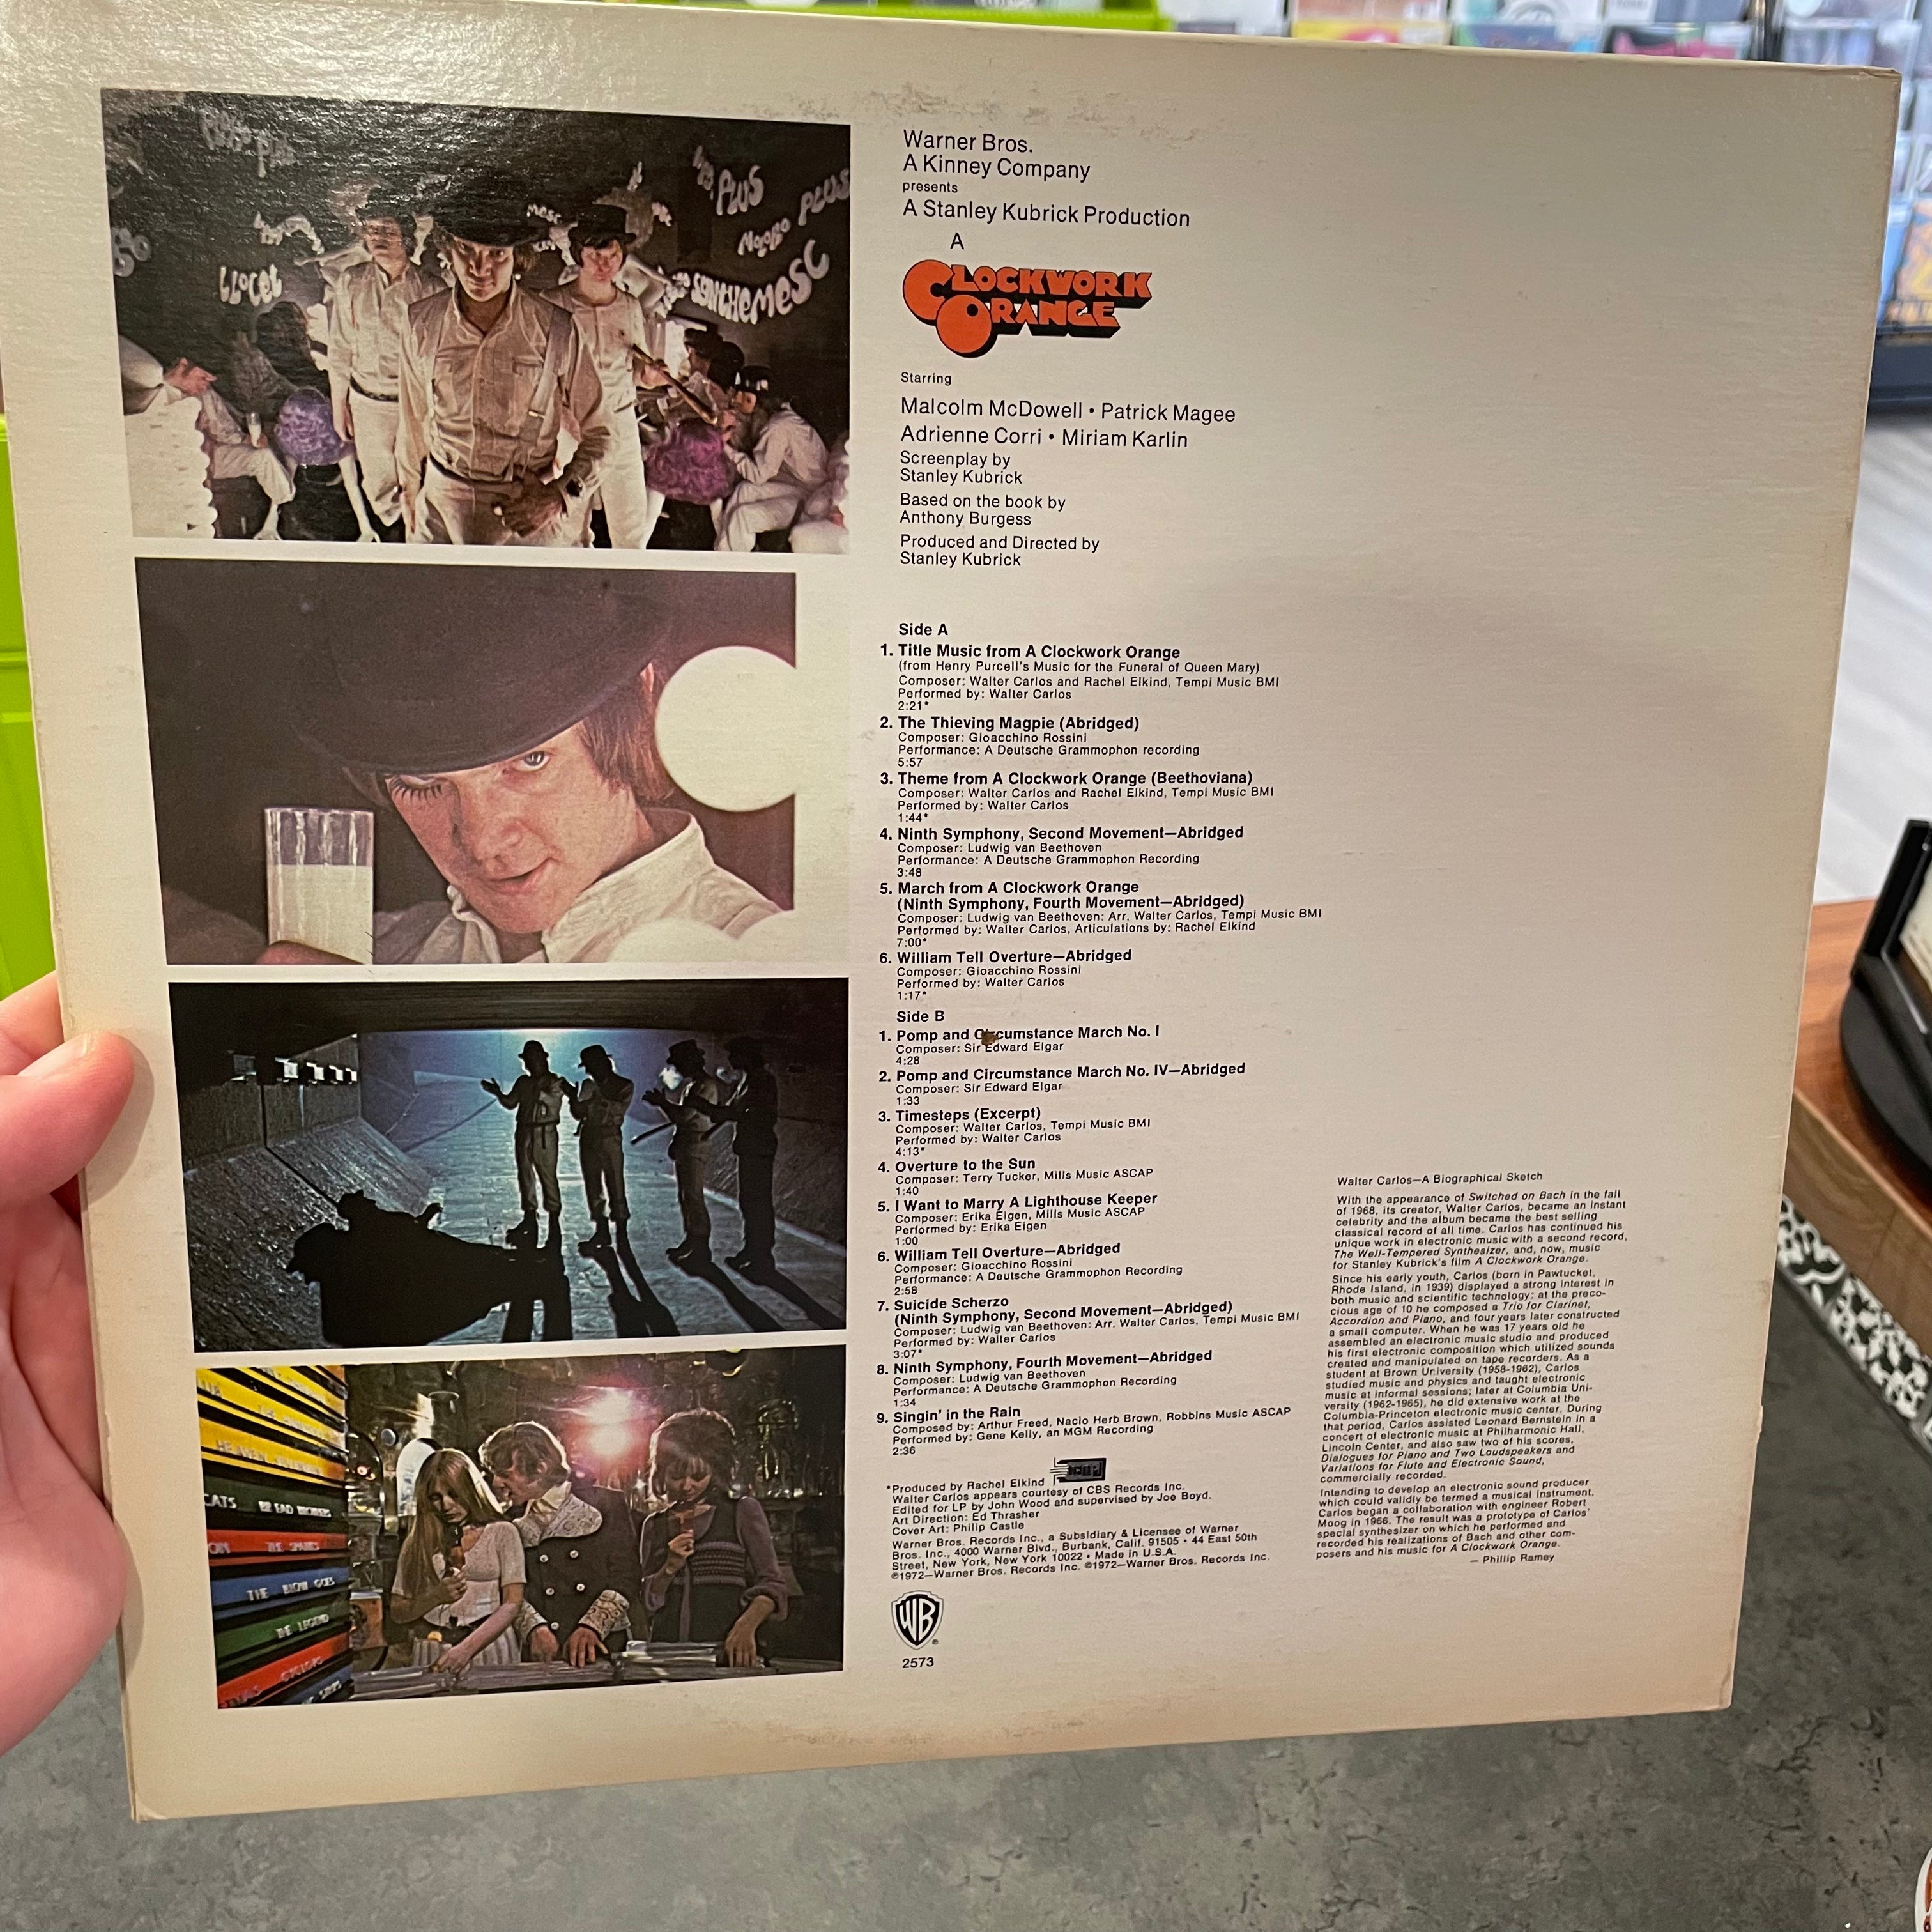 PLUS
MOLOKO PLUS
SYNTHEMESC
Warner Bros.
A Kinney Company
presents
A Stanley Kubrick Production
A
CLOCKWORK
ORANGE
Starring
Malcolm McDowell • Patrick Magee
Adrienne Corri • Miriam Karlin
Screenplay by
Stanley Kubrick
Based on the book by
Anthony Burgess
Produced and Directed by
Stanley Kubrick
Side A
1. Title Music from A Clockwork Orange
(from Henry Purcell's Music for the Funeral of Queen Mary)
Composer: Walter Carlos and Rachel Elkind, Tempi Music BMI
Performed by: Walter Carlos
2:21*
2. The Thieving Magpie (Abridged)
Composer: Gioacchino Rossini
Performance: A Deutsche Grammophon recording
5:57
3. Theme from A Clockwork Orange (Beethoviana)
Composer: Walter Carlos and Rachel Elkind, Tempi Music BMI
Performed by: Walter Carlos
1:44*
4. Ninth Symphony, Second Movement—Abridged
Composer: Ludwig van Beethoven
Performance: A Deutsche Grammophon Recording
3:48
5. March from A Clockwork Orange
(Ninth Symphony, Fourth Movement—Abridged)
Composer: Ludwig van Beethoven: Arr. Walter Carlos, Tempi Music BMI
Performed by: Walter Carlos, Articulations by: Rachel Elkind
7:00*
6. William Tell Overture—Abridged
Composer: Gioacchino Rossini
Performed by: Walter Carlos
1:17*
Side B
1. Pomp and Circumstance March No. I
Composer: Sir Edward Elgar
4:28
2. Pomp and Circumstance March No. IV—Abridged
Composer: Sir Edward Elgar
1:33
3. Timesteps (Excerpt)
Composer: Walter Carlos, Tempi Music BMI
Performed by: Walter Carlos
4:13*
4. Overture to the Sun
Composer: Terry Tucker, Mills Music ASCAP
1:40
5. I Want to Marry A Lighthouse Keeper
Composer: Erika Eigen, Mills Music ASCAP
Performed by: Erika Eigen
1:00
6. William Tell Overture—Abridged
Composer: Gioacchino Rossini
Performance: A Deutsche Grammophon Recording
2:58
7. Suicide Scherzo
(Ninth Symphony, Second Movement—Abridged)
Composer: Ludwig van Beethoven: Arr. Walter Carlos, Tempi Music BMI
Performed by: Walter Carlos
3:07*
8. Ninth Symphony, Fourth Movement—Abridged
Composer: Ludwig van Beethoven
Performance: A Deutsche Grammophon Recording
1:34
9. Singin' in the Rain
Composed by: Arthur Freed, Nacio Herb Brown, Robbins Music ASCAP
Performed by: Gene Kelly, an MGM Recording
2:36
*Produced by Rachel Elkind
Walter Carlos appears courtesy of CBS Records Inc.
Edited for LP by John Wood and supervised by Joe Boyd.
Art Direction: Ed Thrasher
Cover Art: Philip Castle
Warner Bros. Records Inc., a Subsidiary & Licensee of Warner
Bros. Inc., 4000 Warner Blvd., Burbank, Calif. 91505 • 44 East 50th
Street, New York, New York 10022 • Made in U.S.A.
℗1972—Warner Bros. Records Inc. ©1972—Warner Bros. Records Inc.
WB
2573
Walter Carlos—A Biographical Sketch
With the appearance of Switched on Bach in the fall
of 1968, its creator, Walter Carlos, became an instant
celebrity and the album became the best selling
classical record of all time. Carlos has continued his
unique work in electronic music with a second record,
The Well-Tempered Synthesizer, and, now, music
for Stanley Kubrick's film A Clockwork Orange.
Since his early youth, Carlos (born in Pawtucket,
Rhode Island, in 1939) displayed a strong interest in
both music and scientific technology: at the preco-
cious age of 10 he composed a Trio for Clarinet,
Accordion and Piano, and four years later constructed
a small computer. When he was 17 years old he
assembled an electronic music studio and produced
his first electronic composition which utilized sounds
created and manipulated on tape recorders. As a
student at Brown University (1958-1962), Carlos
studied music and physics and taught electronic
music at informal sessions; later at Columbia Uni-
versity (1962-1965), he did extensive work at the
Columbia-Princeton electronic music center. During
that period, Carlos assisted Leonard Bernstein in a
concert of electronic music at Philharmonic Hall,
Lincoln Center, and also saw two of his scores,
Dialogues for Piano and Two Loudspeakers and
Variations for Flute and Electronic Sound,
commercially recorded.
Intending to develop an electronic sound producer
which could validly be termed a musical instrument,
Carlos began a collaboration with engineer Robert
Moog in 1966. The result was a prototype of Carlos'
special synthesizer on which he performed and
recorded his realizations of Bach and other com-
posers and his music for A Clockwork Orange.
— Phillip Ramey
THE SPARKS
THE BLOW GOES
THE LEGEND
CYCLOPS